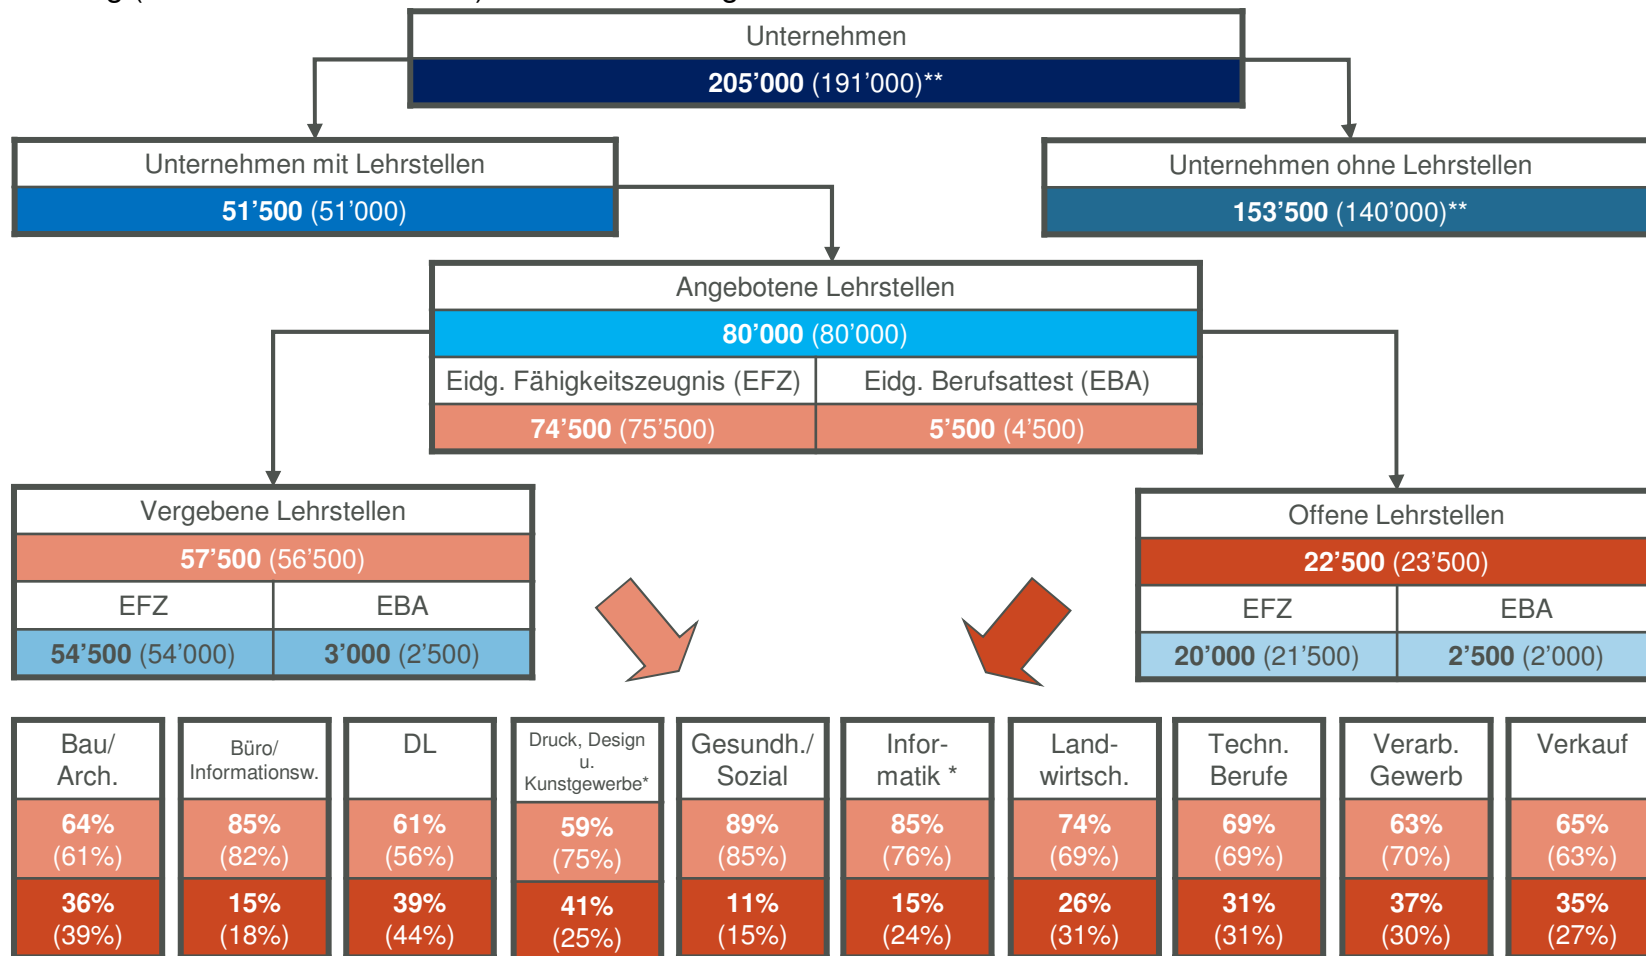 Unternehmen
205’000 (191’000)**
Unternehmen mit Lehrstellen
51’500 (51’000)
Unternehmen ohne Lehrstellen
153’500 (140’000)**
Angebotene Lehrstellen
80’000 (80’000)
Eidg. Fähigkeitszeugnis (EFZ)
Eidg. Berufsattest (EBA)
74’500 (75’500)
5’500 (4’500)
Vergebene Lehrstellen
57’500 (56’500)
EFZ
EBA
54’500 (54’000)
3’000 (2’500)
Offene Lehrstellen
22’500 (23’500)
EFZ
EBA
20’000 (21’500)
2’500 (2’000)
Bau/
Arch.
64%
(61%)
36%
(39%)
Büro/
Informationsw.
85%
(82%)
15%
(18%)
DL
61%
(56%)
39%
(44%)
Druck, Design
u.
Kunstgewerbe*
59%
(75%)
41%
(25%)
Gesundh./
Sozial
89%
(85%)
11%
(15%)
Infor-
matik *
85%
(76%)
15%
(24%)
Land-
wirtsch.
74%
(69%)
26%
(31%)
Techn.
Berufe
69%
(69%)
31%
(31%)
Verarb.
Gewerb
63%
(70%)
37%
(30%)
Verkauf
65%
(63%)
35%
(27%)